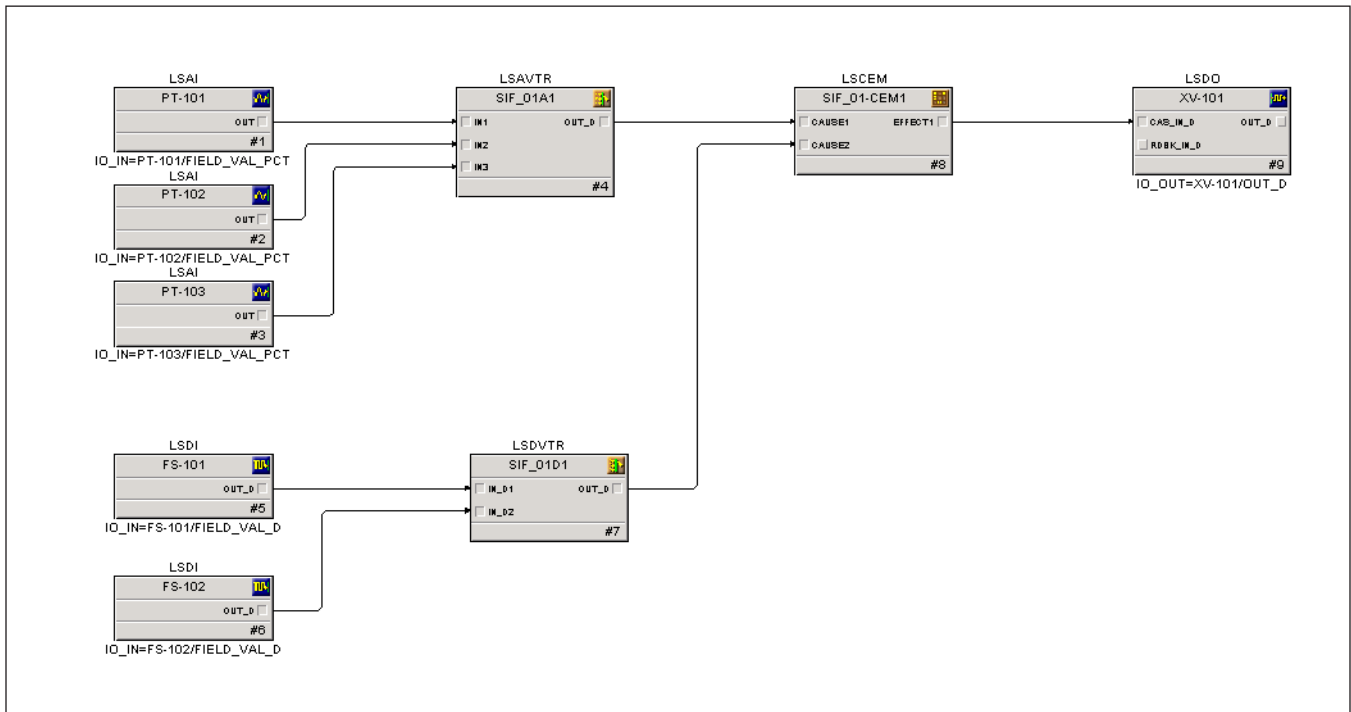 LSAI
PT-101
OUT
#1
IO_IN=PT-101/FIELD_VAL_PCT
LSAI
PT-102
OUT
#2
IO_IN=PT-102/FIELD_VAL_PCT
LSAI
PT-103
OUT
#3
IO_IN=PT-103/FIELD_VAL_PCT
LSAVTR
SIF_01A1
IN1 OUT_D
IN2
IN3
#4
LSCEM
SIF_01-CEM1
CAUSE1 EFFECT1
CAUSE2
#8
LSDO
XV-101
CAS_IN_D OUT_D
RDBK_IN_D
#9
IO_OUT=XV-101/OUT_D
LSDI
FS-101
OUT_D
#5
IO_IN=FS-101/FIELD_VAL_D
LSDI
FS-102
OUT_D
#6
IO_IN=FS-102/FIELD_VAL_D
LSDVTR
SIF_01D1
IN_D1 OUT_D
IN_D2
#7